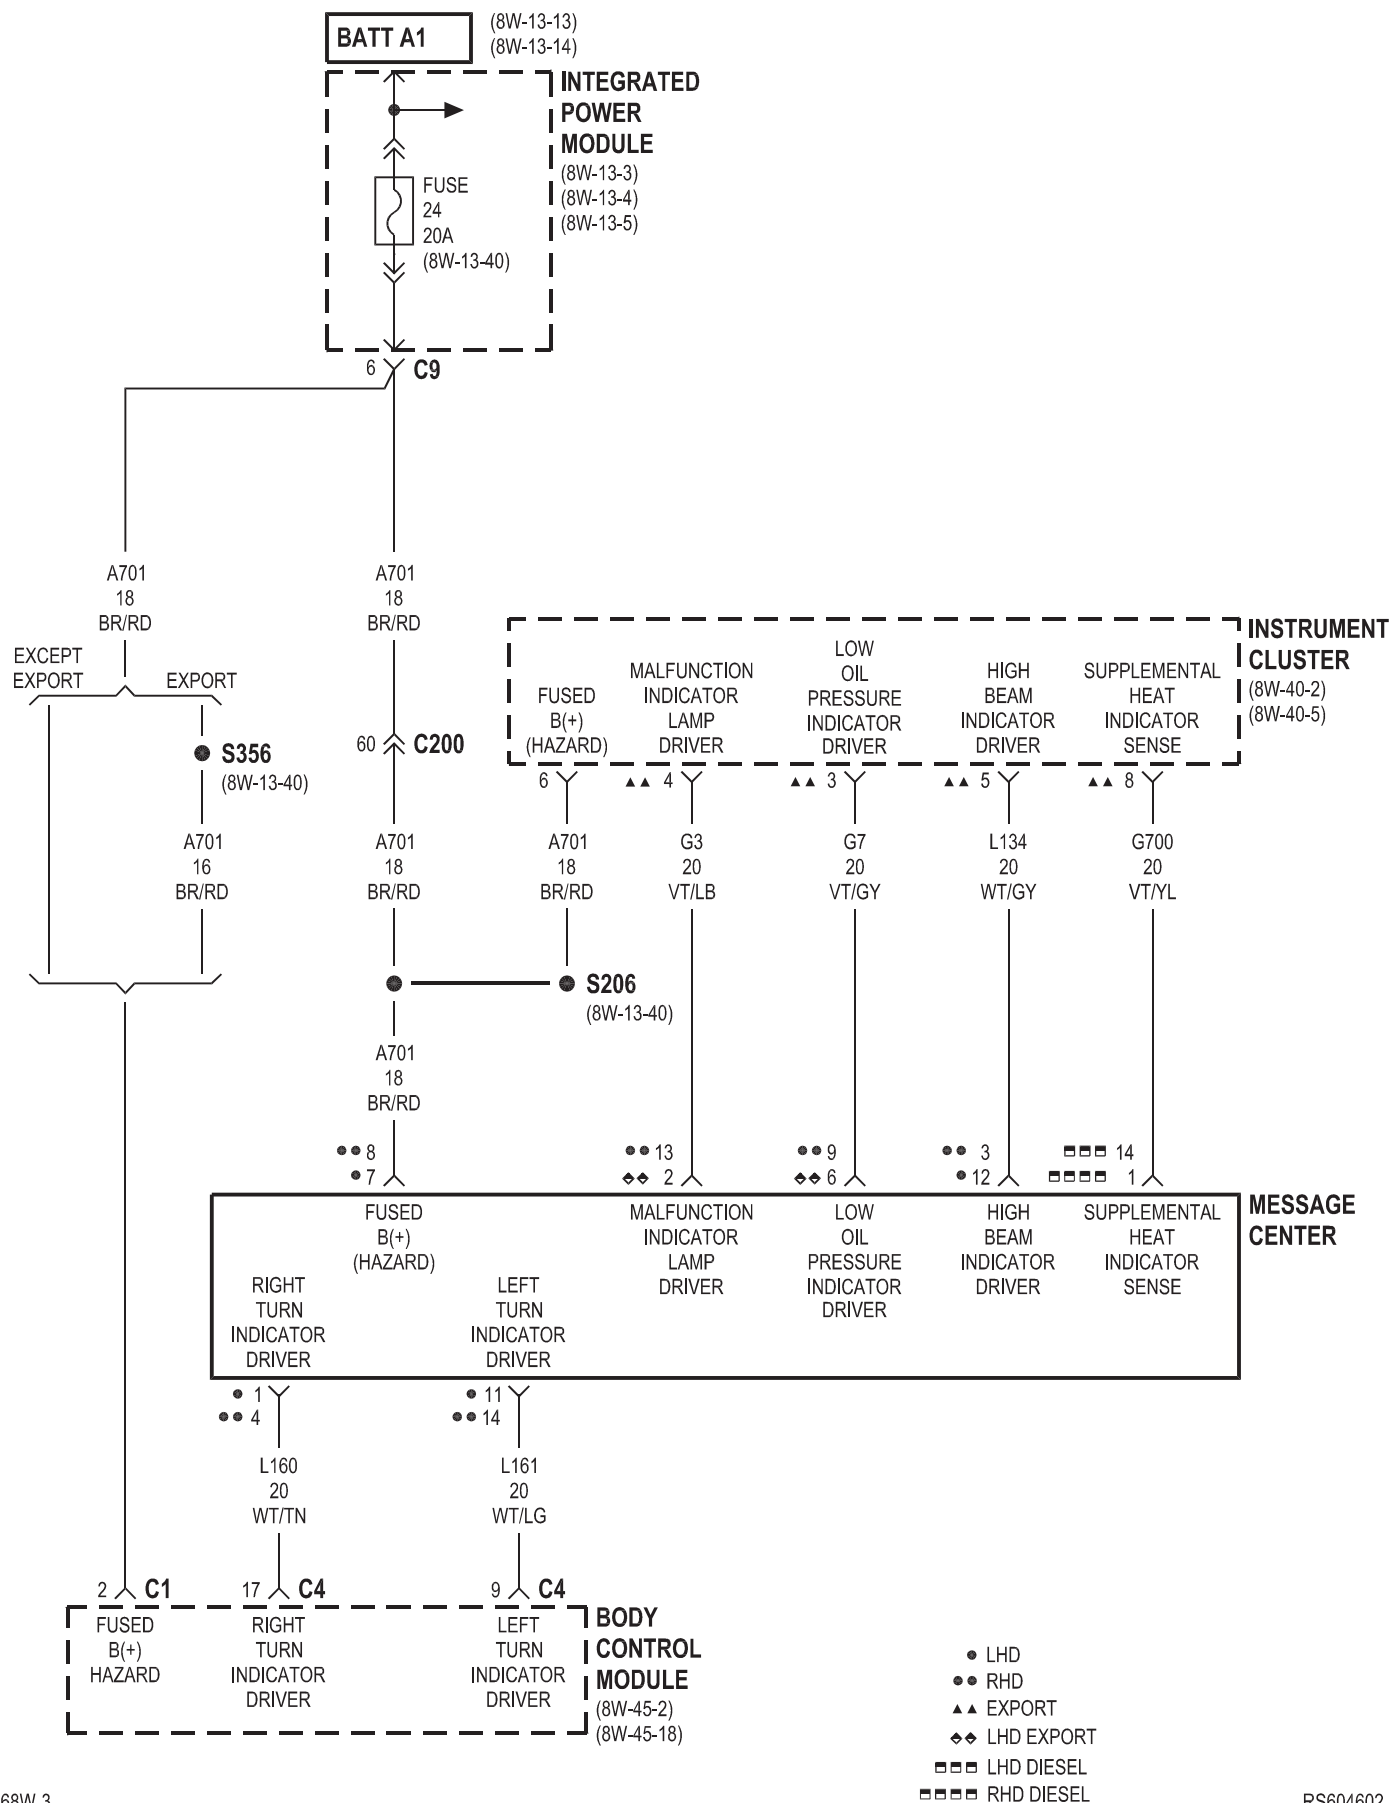 BATT A1
(8W-13-13)
(8W-13-14)
INTEGRATED
POWER
MODULE
(8W-13-3)
(8W-13-4)
(8W-13-5)
FUSE
24
20A
(8W-13-40)
6 C9
A701
18
BR/RD
A701
18
BR/RD
EXCEPT
EXPORT
EXPORT
S356
(8W-13-40)
A701
16
BR/RD
60 C200
INSTRUMENT
CLUSTER
(8W-40-2)
(8W-40-5)
FUSED
B(+)
(HAZARD)
MALFUNCTION
INDICATOR
LAMP
DRIVER
LOW
OIL
PRESSURE
INDICATOR
DRIVER
HIGH
BEAM
INDICATOR
DRIVER
SUPPLEMENTAL
HEAT
INDICATOR
SENSE
6
4
3
5
8
A701
18
BR/RD
A701
18
BR/RD
G3
20
VT/LB
G7
20
VT/GY
L134
20
WT/GY
G700
20
VT/YL
S206
(8W-13-40)
A701
18
BR/RD
8
7
13
2
9
6
3
12
14
1
MESSAGE
CENTER
FUSED
B(+)
(HAZARD)
MALFUNCTION
INDICATOR
LAMP
DRIVER
LOW
OIL
PRESSURE
INDICATOR
DRIVER
HIGH
BEAM
INDICATOR
DRIVER
SUPPLEMENTAL
HEAT
INDICATOR
SENSE
RIGHT
TURN
INDICATOR
DRIVER
LEFT
TURN
INDICATOR
DRIVER
1
4
11
14
L160
20
WT/TN
L161
20
WT/LG
2 C1
17 C4
9 C4
FUSED
B(+)
HAZARD
RIGHT
TURN
INDICATOR
DRIVER
LEFT
TURN
INDICATOR
DRIVER
BODY
CONTROL
MODULE
(8W-45-2)
(8W-45-18)
LHD
RHD
EXPORT
LHD EXPORT
LHD DIESEL
RHD DIESEL
68W-3
RS604602